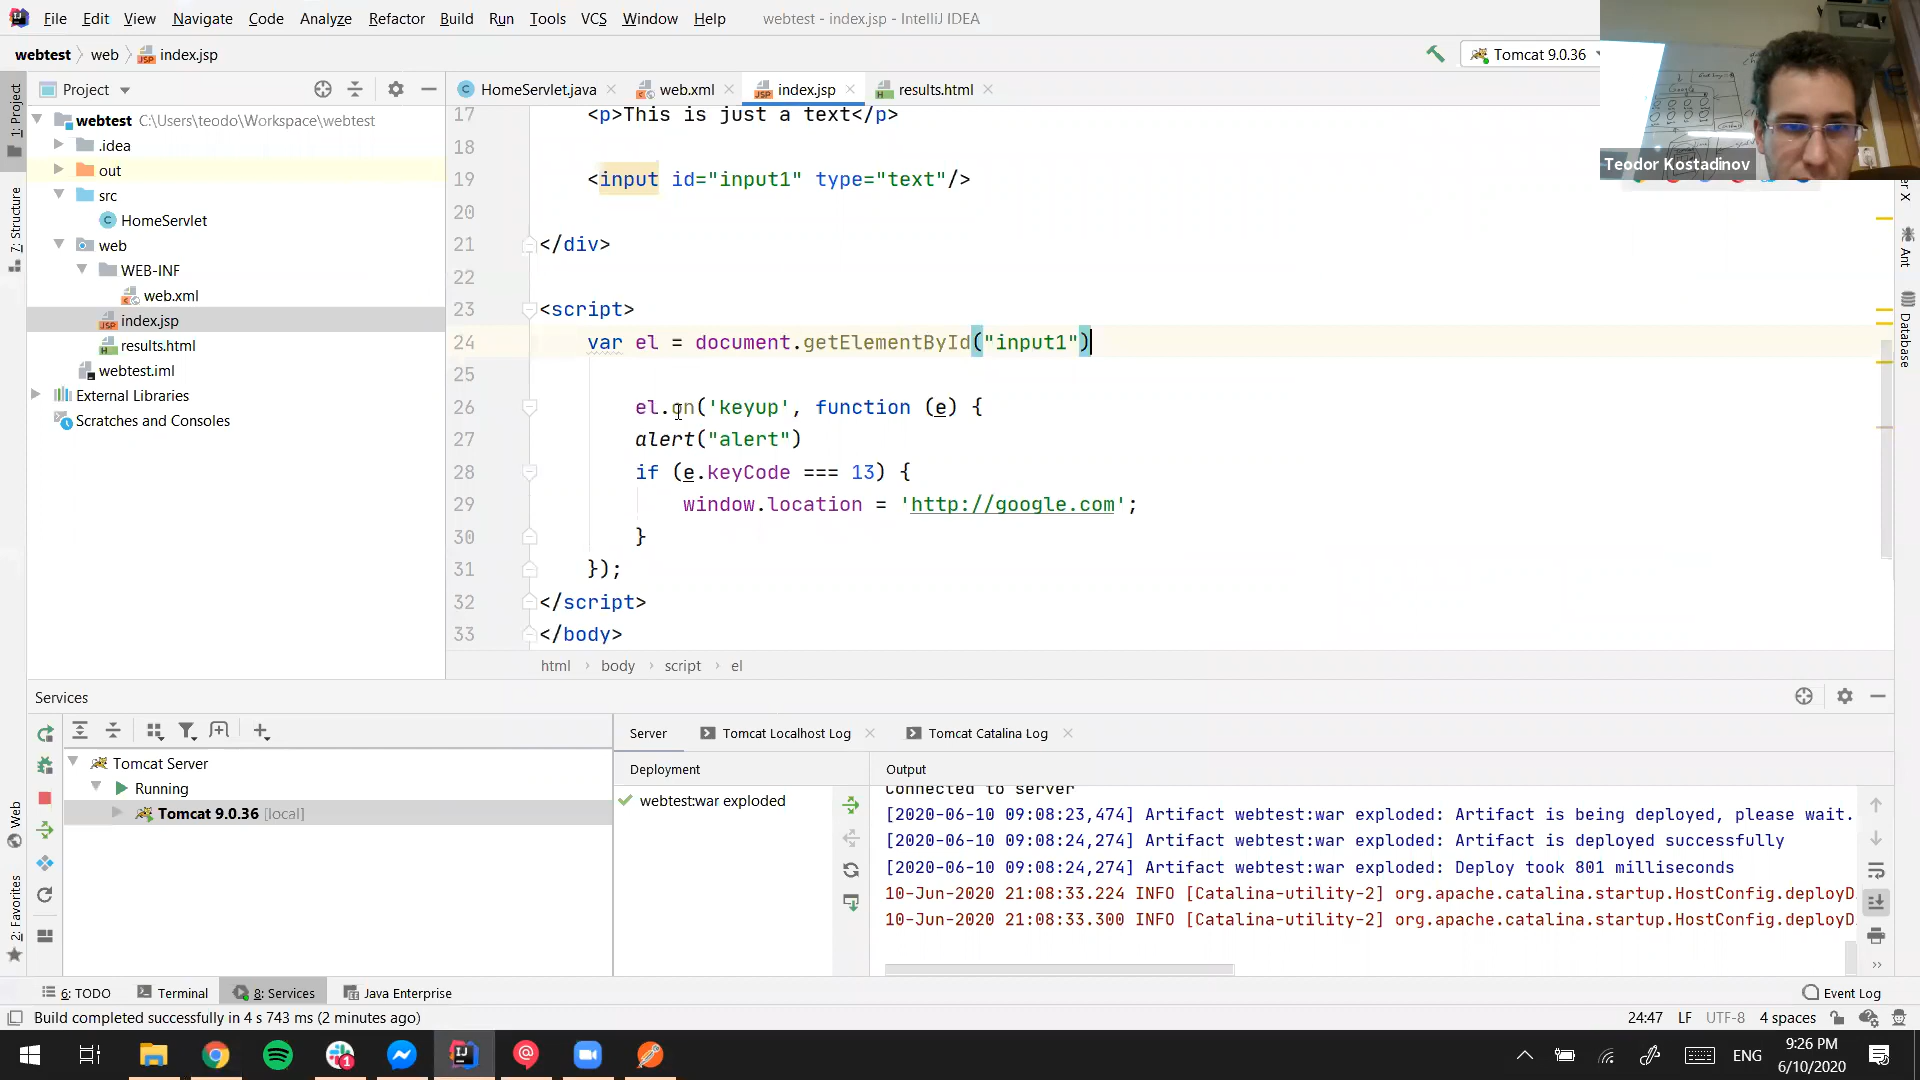 File Edit View Navigate Code Analyze Refactor Build Run Tools VCS Window Help webtest - index.jsp - IntelliJ IDEA
webtest web index.jsp Tomcat 9.0.36
Project HomeServlet.java web.xml index.jsp results.html
1: Project
7: Structure
webtest C:\Users\teodo\Workspace\webtest
.idea
out
src
HomeServlet
web
WEB-INF
web.xml
index.jsp
results.html
webtest.iml
External Libraries
Scratches and Consoles
17 <p>This is just a text</p>
18
19 <input id="input1" type="text"/>
20
21 </div>
22
23 <script>
24 var el = document.getElementById("input1")
25
26 el.on('keyup', function (e) {
27 alert("alert")
28 if (e.keyCode === 13) {
29 window.location = 'http://google.com';
30 }
31 });
32 </script>
33 </body>
html body script el
Teodor Kostadinov
Ant
Database
Services
Server Tomcat Localhost Log Tomcat Catalina Log
Tomcat Server
Running
Tomcat 9.0.36 [local]
Deployment
webtest:war exploded
Output
Connected to server
[2020-06-10 09:08:23,474] Artifact webtest:war exploded: Artifact is being deployed, please wait.
[2020-06-10 09:08:24,274] Artifact webtest:war exploded: Artifact is deployed successfully
[2020-06-10 09:08:24,274] Artifact webtest:war exploded: Deploy took 801 milliseconds
10-Jun-2020 21:08:33.224 INFO [Catalina-utility-2] org.apache.catalina.startup.HostConfig.deployD
10-Jun-2020 21:08:33.300 INFO [Catalina-utility-2] org.apache.catalina.startup.HostConfig.deployD
Web
2: Favorites
6: TODO Terminal 8: Services Java Enterprise Event Log
Build completed successfully in 4 s 743 ms (2 minutes ago) 24:47 LF UTF-8 4 spaces
ENG 9:26 PM
6/10/2020